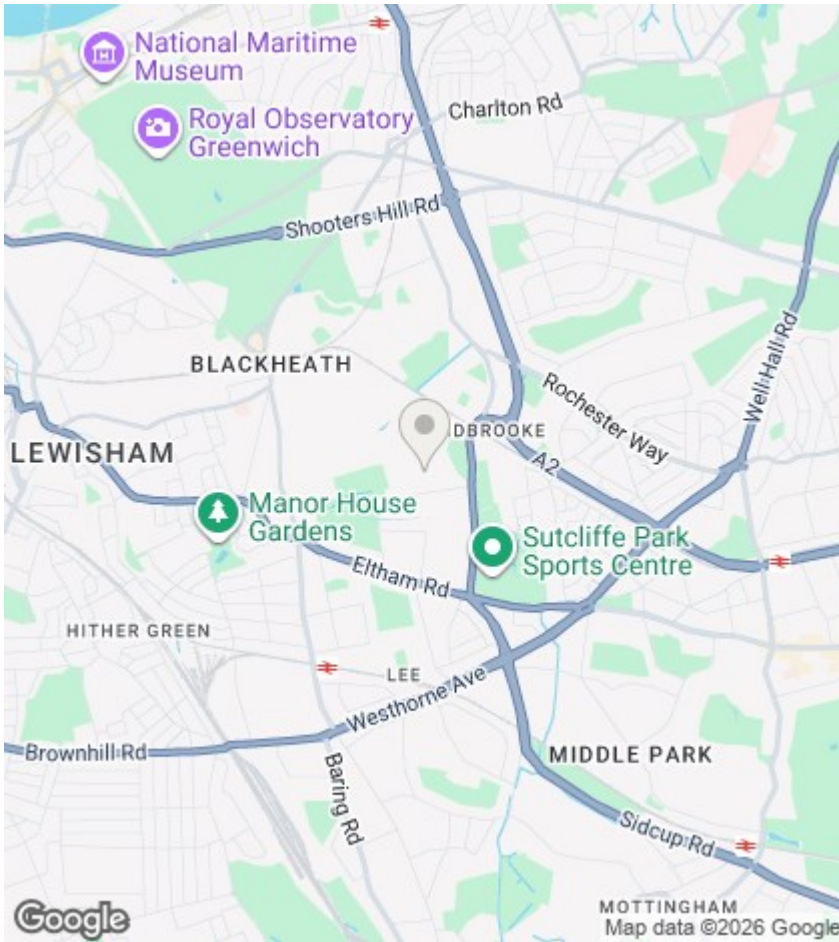 National Maritime
Museum
Royal Observatory
Greenwich
Charlton Rd
Shooters Hill Rd
BLACKHEATH
Well Hall Rd
Rochester Way
DBROOKE
A2
LEWISHAM
Manor House
Gardens
Sutcliffe Park
Sports Centre
Eltham Rd
HITHER GREEN
LEE
Westhorne Ave
Brownhill Rd
Baring Rd
MIDDLE PARK
Sidcup Rd
MOTTINGHAM
Google
Map data ©2026 Google